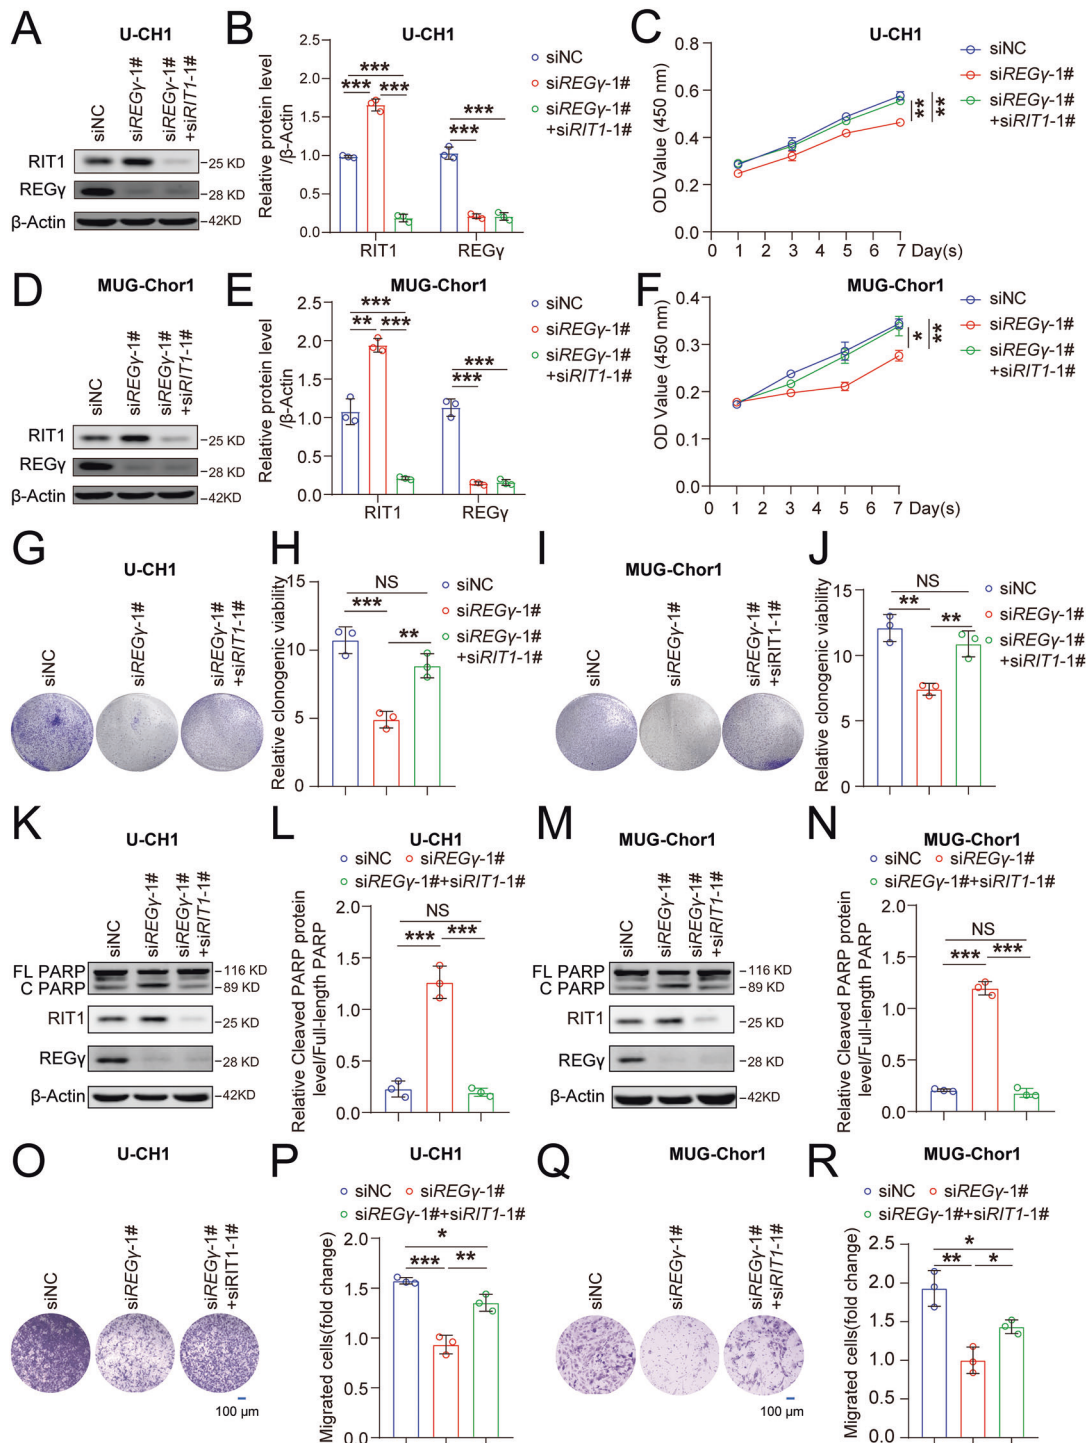 A
U-CH1
siNC
siREGγ-1#
siREGγ-1#
+siRIT1-1#
RIT1
REGγ
β-Actin
-25 KD
-28 KD
-42KD
B
U-CH1
Relative protein level
/β-Actin
2.5
2.0
1.5
1.0
0.5
0.0
***
***
***
***
***
RIT1
REGγ
siNC
siREGγ-1#
siREGγ-1#
+siRIT1-1#
C
U-CH1
OD Value (450 nm)
0.8
0.6
0.4
0.2
0.0
0 1 2 3 4 5 6 7 Day(s)
**
**
siNC
siREGγ-1#
siREGγ-1#
+siRIT1-1#
D
MUG-Chor1
siNC
siREGγ-1#
siREGγ-1#
+siRIT1-1#
RIT1
REGγ
β-Actin
-25 KD
-28 KD
-42KD
E
MUG-Chor1
Relative protein level
/β-Actin
2.5
2.0
1.5
1.0
0.5
0.0
***
**
***
***
***
RIT1
REGγ
siNC
siREGγ-1#
siREGγ-1#
+siRIT1-1#
F
MUG-Chor1
OD Value (450 nm)
0.4
0.3
0.2
0.1
0.0
0 1 2 3 4 5 6 7 Day(s)
*
**
siNC
siREGγ-1#
siREGγ-1#
+siRIT1-1#
G
U-CH1
siNC
siREGγ-1#
siREGγ-1#
+siRIT1-1#
H
Relative clonogenic viability
15
10
5
0
NS
***
**
siNC
siREGγ-1#
siREGγ-1#
+siRIT1-1#
I
MUG-Chor1
siNC
siREGγ-1#
siREGγ-1#
+siRIT1-1#
J
Relative clonogenic viability
15
10
5
0
NS
**
**
siNC
siREGγ-1#
siREGγ-1#
+siRIT1-1#
K
U-CH1
siNC
siREGγ-1#
siREGγ-1#
+siRIT1-1#
FL PARP
C PARP
RIT1
REGγ
β-Actin
-116 KD
-89 KD
-25 KD
-28 KD
-42KD
L
U-CH1
siNC siREGγ-1#
siREGγ-1#+siRIT1-1#
Relative Cleaved PARP protein
level/Full-length PARP
2.0
1.5
1.0
0.5
0.0
NS
***
***
M
MUG-Chor1
siNC
siREGγ-1#
siREGγ-1#
+siRIT1-1#
FL PARP
C PARP
RIT1
REGγ
β-Actin
-116 KD
-89 KD
-25 KD
-28 KD
-42KD
N
MUG-Chor1
siNC siREGγ-1#
siREGγ-1#+siRIT1-1#
Relative Cleaved PARP protein
level/Full-length PARP
2.0
1.5
1.0
0.5
0.0
NS
***
***
O
U-CH1
siNC
siREGγ-1#
siREGγ-1#
+siRIT1-1#
100 μm
P
U-CH1
siNC siREGγ-1#
siREGγ-1#+siRIT1-1#
Migrated cells(fold change)
2.0
1.5
1.0
1.5
0.0
*
***
**
Q
MUG-Chor1
siNC
siREGγ-1#
siREGγ-1#
+siRIT1-1#
100 μm
R
MUG-Chor1
siNC
siREGγ-1#
siREGγ-1#+siRIT1-1#
Migrated cells(fold change)
2.5
2.0
1.5
1.0
2.0
0.0
*
**
*